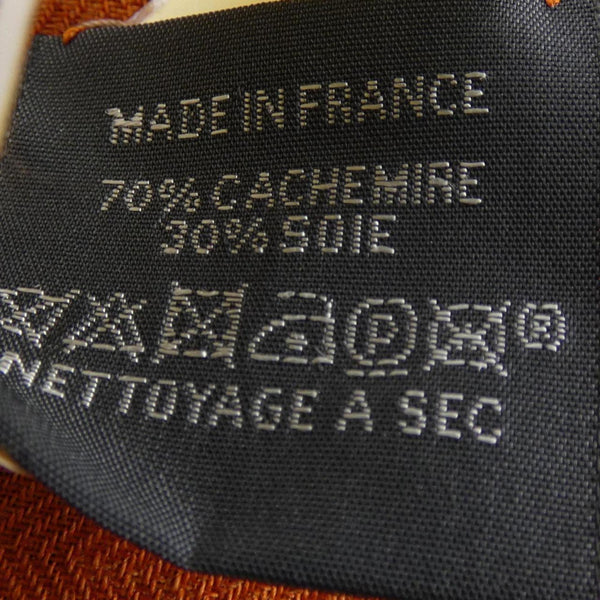 MADE IN FRANCE
70% CACHEMIRE
30% SOIE
P ®
NETTOYAGE A SEC